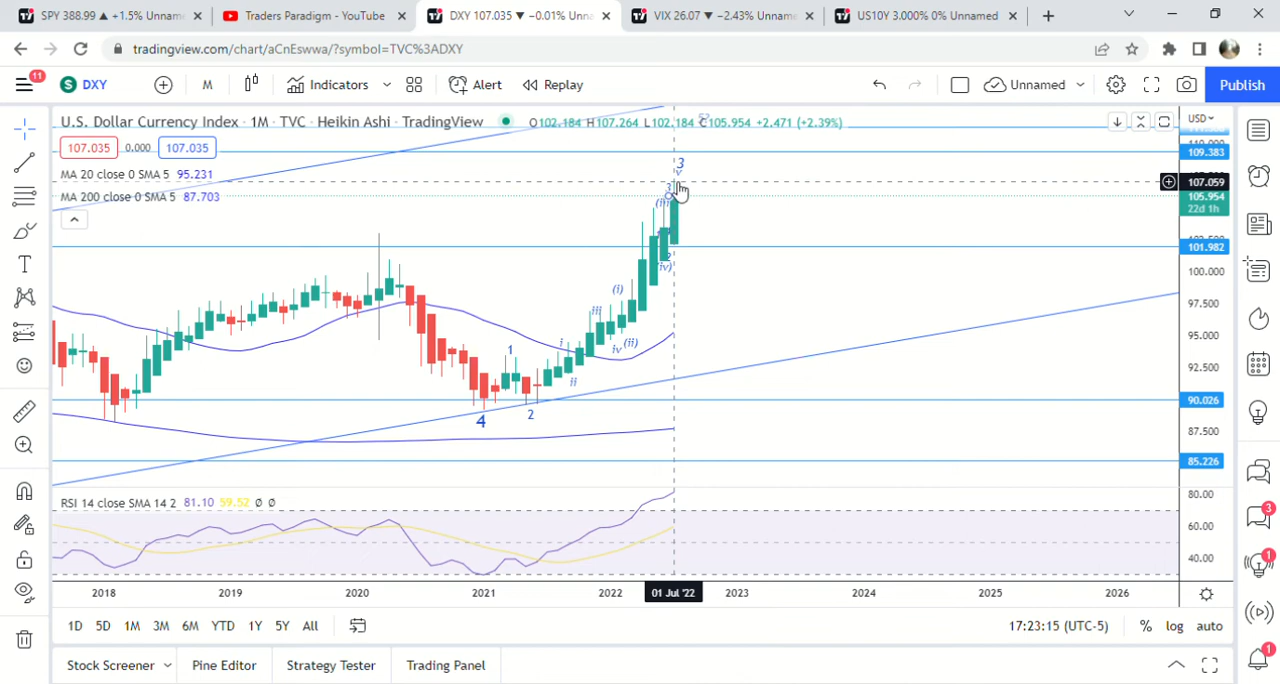 SPY 388.99 ▲ +1.5% Unnam
Traders Paradigm - YouTube
DXY 107.035 ▼ −0.01% Unna
VIX 26.07 ▼ −2.43% Unname
US10Y 3.000% 0% Unnamed
tradingview.com/chart/aCnEswwa/?symbol=TVC%3ADXY
11
S DXY M Indicators Alert Replay Unnamed Publish
U.S. Dollar Currency Index · 1M · TVC · Heikin Ashi · TradingView O102.184 H107.264 L102.184 C105.954 +2.471 (+2.39%)
USD
107.035 0.000 107.035
109.383
3
v
MA 20 close 0 SMA 5 95.231
107.059
MA 200 close 0 SMA 5 87.703
105.954
22d 1h
(iii)
101.982
(iv)
100.000
(i)
97.500
iii
95.000
i
iv (ii)
1
92.500
ii
90.026
4 2
87.500
85.226
RSI 14 close SMA 14 2 81.10 59.52 Ø Ø
80.00
60.00
40.00
2018 2019 2020 2021 2022 01 Jul '22 2023 2024 2025 2026
1D 5D 1M 3M 6M YTD 1Y 5Y All 17:23:15 (UTC-5) % log auto
Stock Screener Pine Editor Strategy Tester Trading Panel
3
1
1